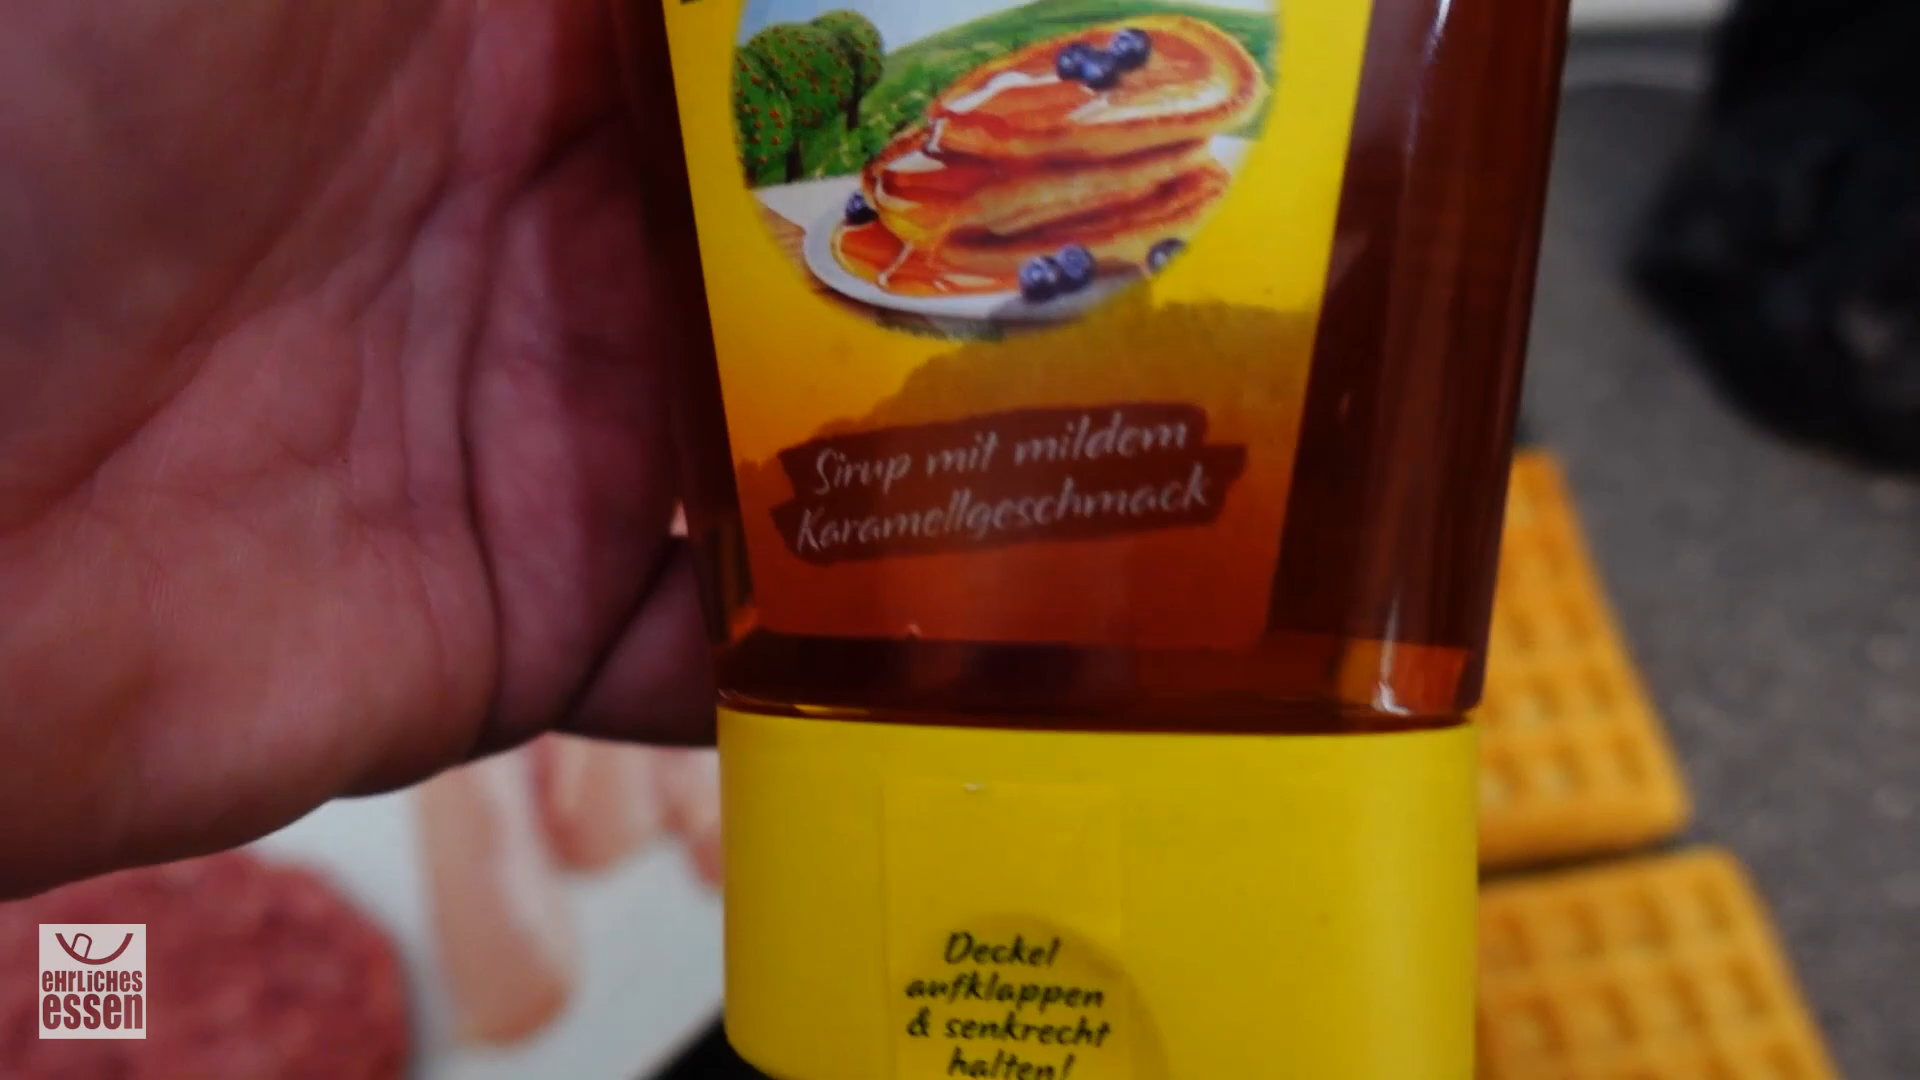 Sirup mit mildem
Karamellgeschmack
Deckel
aufklappen
& senkrecht
halten!
EHRLiCHES
essen